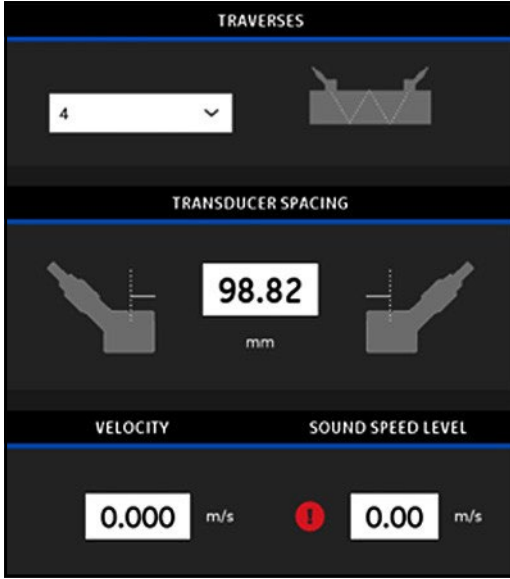 TRAVERSES
4
TRANSDUCER SPACING
98.82
mm
VELOCITY SOUND SPEED LEVEL
0.000 m/s ! 0.00 m/s